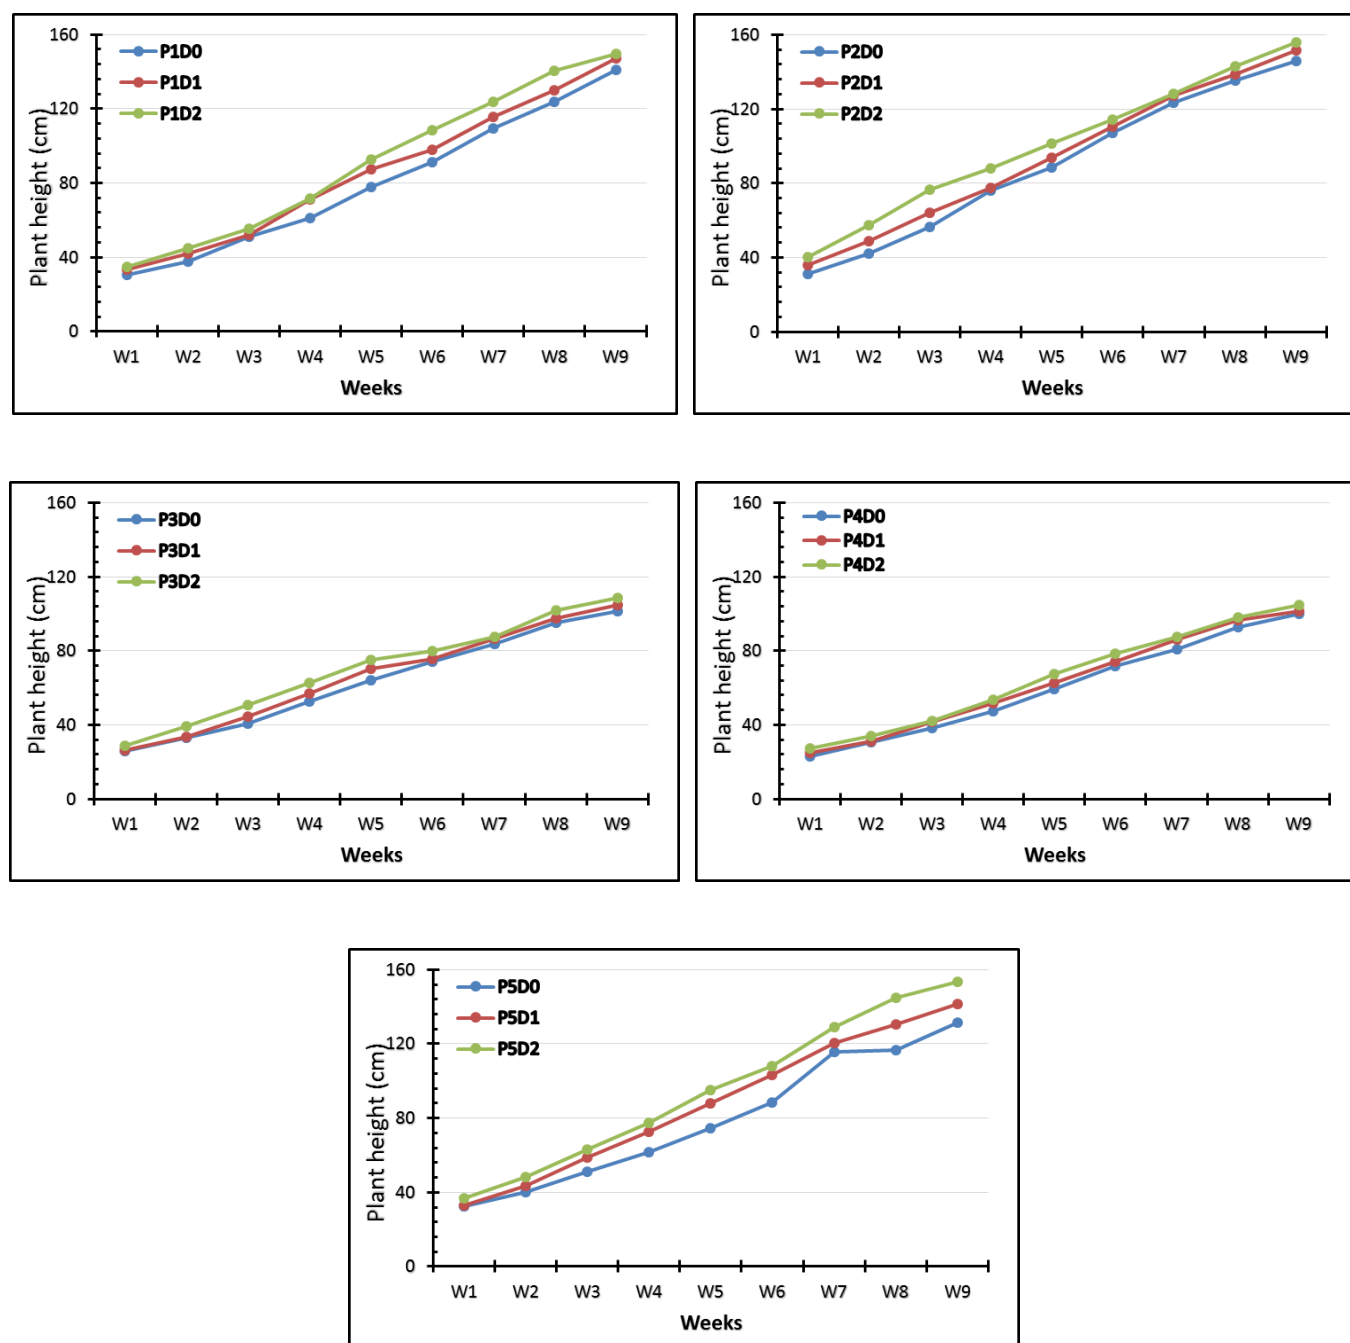 160
120
80
40
0
Plant height (cm)
P1D0
P1D1
P1D2
W1 W2 W3 W4 W5 W6 W7 W8 W9
Weeks
160
120
80
40
0
Plant height (cm)
P2D0
P2D1
P2D2
W1 W2 W3 W4 W5 W6 W7 W8 W9
Weeks
160
120
80
40
0
Plant height (cm)
P3D0
P3D1
P3D2
W1 W2 W3 W4 W5 W6 W7 W8 W9
Weeks
160
120
80
40
0
Plant height (cm)
P4D0
P4D1
P4D2
W1 W2 W3 W4 W5 W6 W7 W8 W9
Weeks
160
120
80
40
0
Plant height (cm)
P5D0
P5D1
P5D2
W1 W2 W3 W4 W5 W6 W7 W8 W9
Weeks